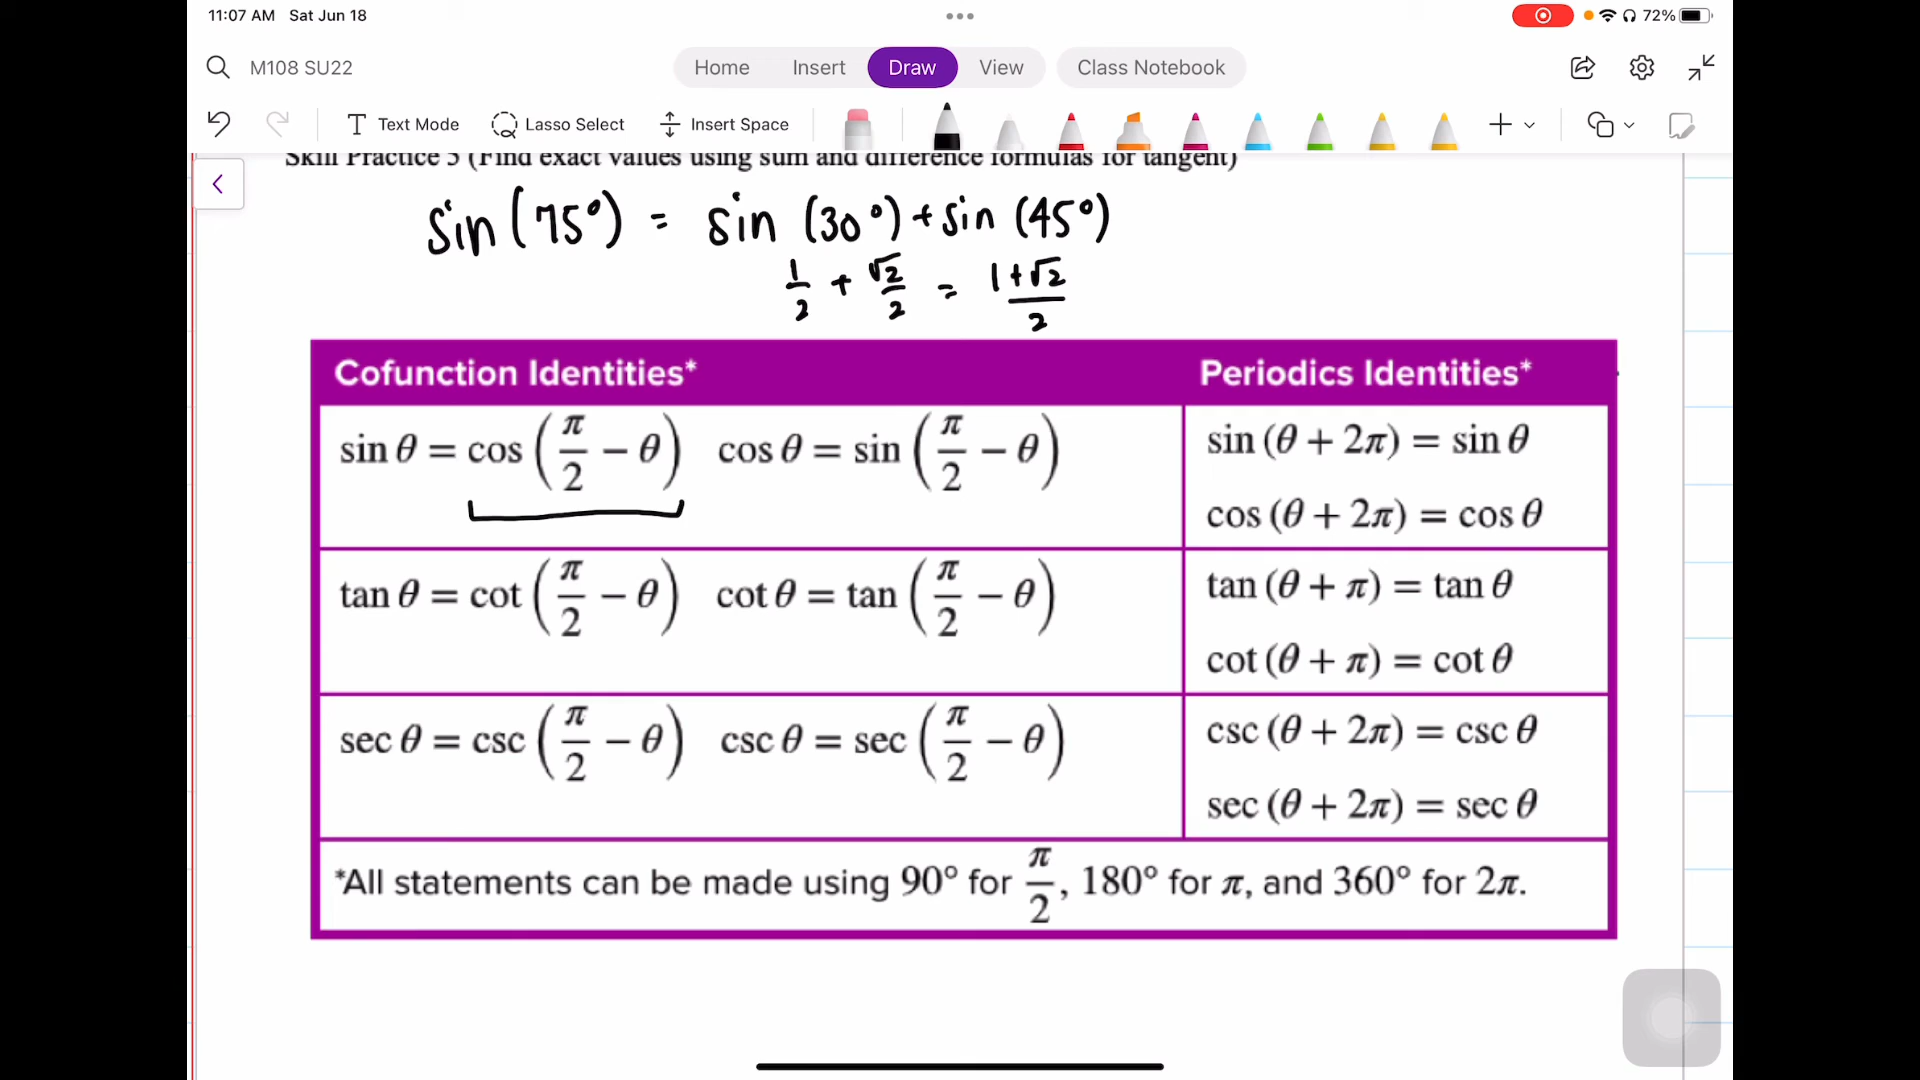 11:07 AM Sat Jun 18
72%
M108 SU22
Home Insert Draw View Class Notebook
Text Mode Lasso Select Insert Space
Skill Practice 5 (Find exact values using sum and difference formulas for tangent)
sin (75°) = sin (30°) + sin (45°)
1/2 + √2/2 = 1+√2/2
Cofunction Identities* Periodics Identities*
sin θ = cos (π/2 − θ) cos θ = sin (π/2 − θ) sin (θ + 2π) = sin θ
cos (θ + 2π) = cos θ
tan θ = cot (π/2 − θ) cot θ = tan (π/2 − θ) tan (θ + π) = tan θ
cot (θ + π) = cot θ
sec θ = csc (π/2 − θ) csc θ = sec (π/2 − θ) csc (θ + 2π) = csc θ
sec (θ + 2π) = sec θ
*All statements can be made using 90° for π/2, 180° for π, and 360° for 2π.